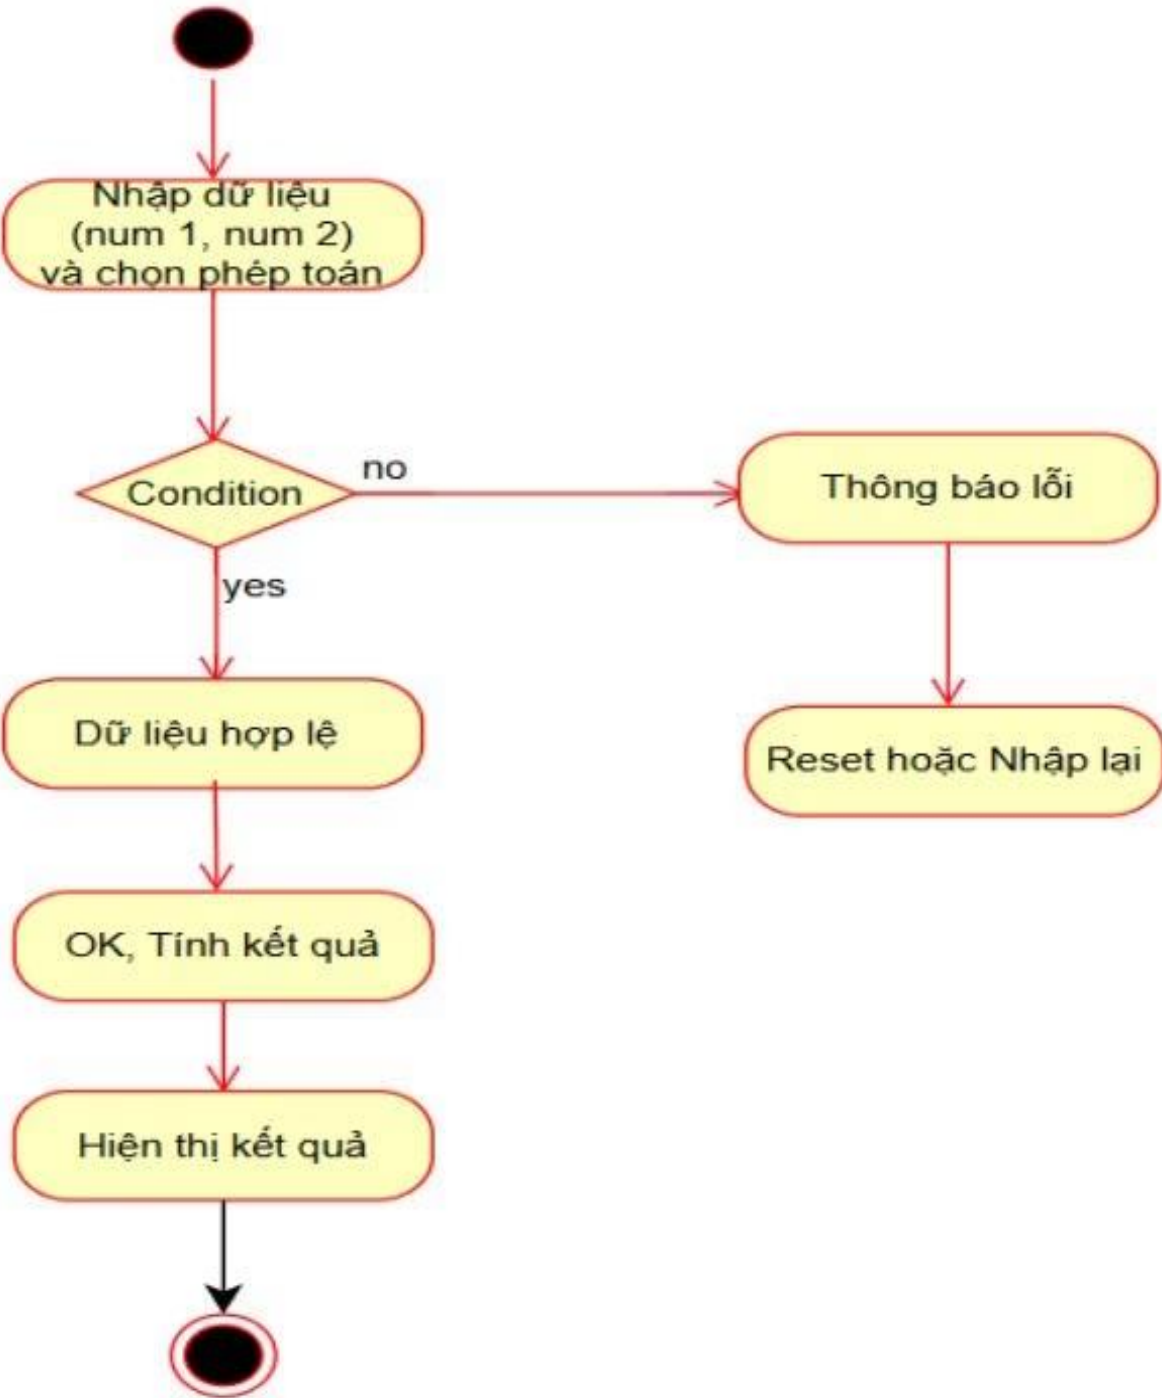 Nhập dữ liệu
(num 1, num 2)
và chọn phép toán
Condition
no
Thông báo lỗi
yes
Dữ liệu hợp lệ
Reset hoặc Nhập lại
OK, Tính kết quả
Hiện thị kết quả